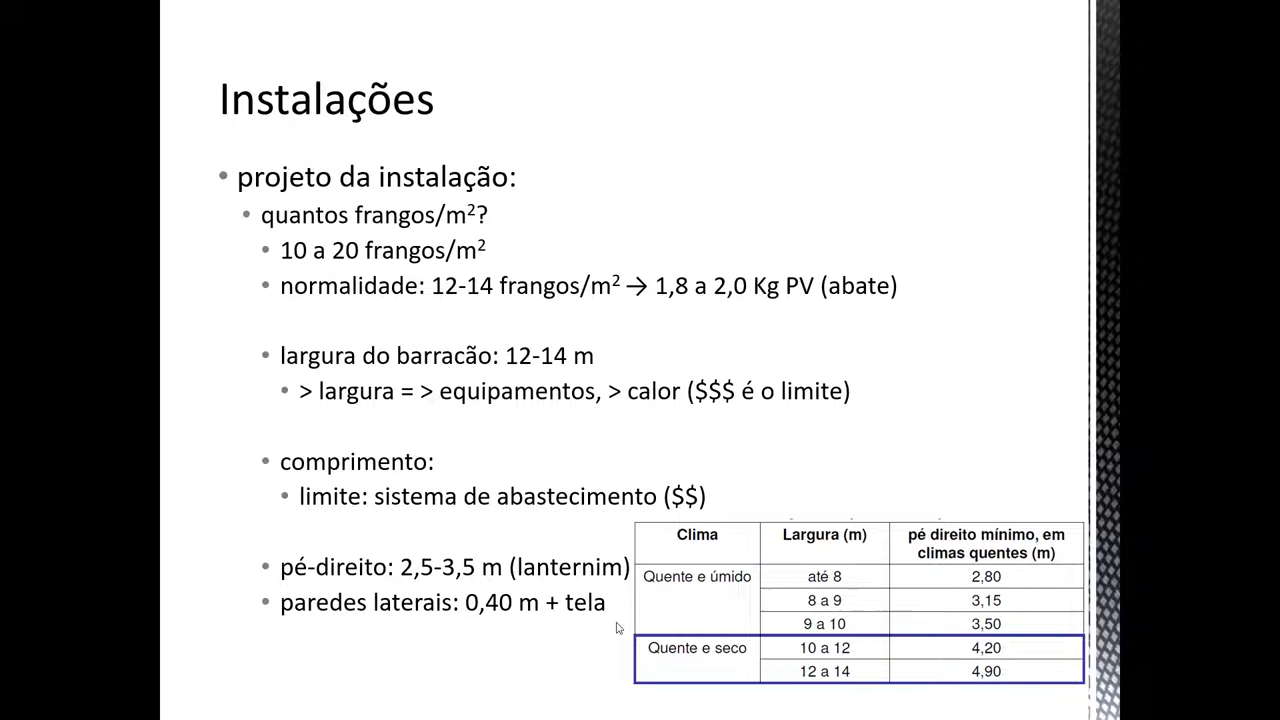 Instalações
• projeto da instalação:
• quantos frangos/m²?
• 10 a 20 frangos/m²
• normalidade: 12-14 frangos/m² → 1,8 a 2,0 Kg PV (abate)
• largura do barracão: 12-14 m
• > largura = > equipamentos, > calor ($$$ é o limite)
• comprimento:
• limite: sistema de abastecimento ($$)
• pé-direito: 2,5-3,5 m (lanternim)
• paredes laterais: 0,40 m + tela
Clima Largura (m) pé direito mínimo, em
climas quentes (m)
Quente e úmido até 8 2,80
8 a 9 3,15
9 a 10 3,50
Quente e seco 10 a 12 4,20
12 a 14 4,90